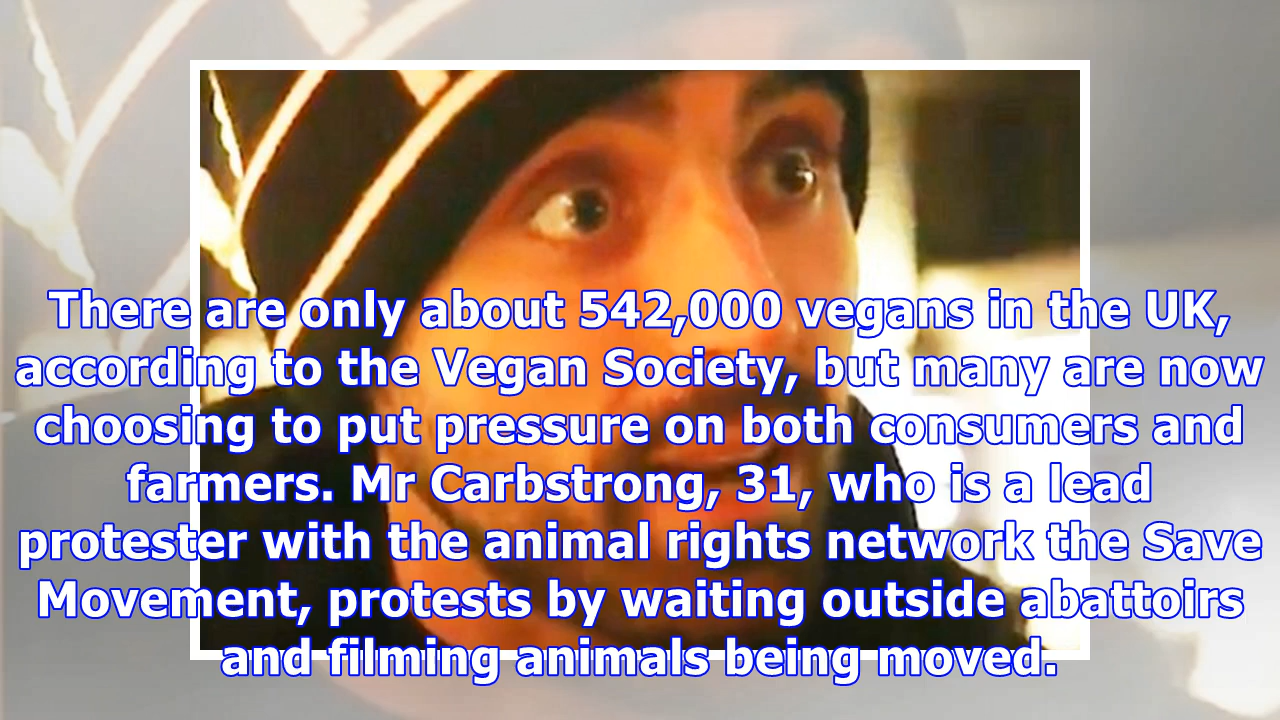 There are only about 542,000 vegans in the UK,
according to the Vegan Society, but many are now
choosing to put pressure on both consumers and
farmers. Mr Carbstrong, 31, who is a lead
protester with the animal rights network the Save
Movement, protests by waiting outside abattoirs
and filming animals being moved.